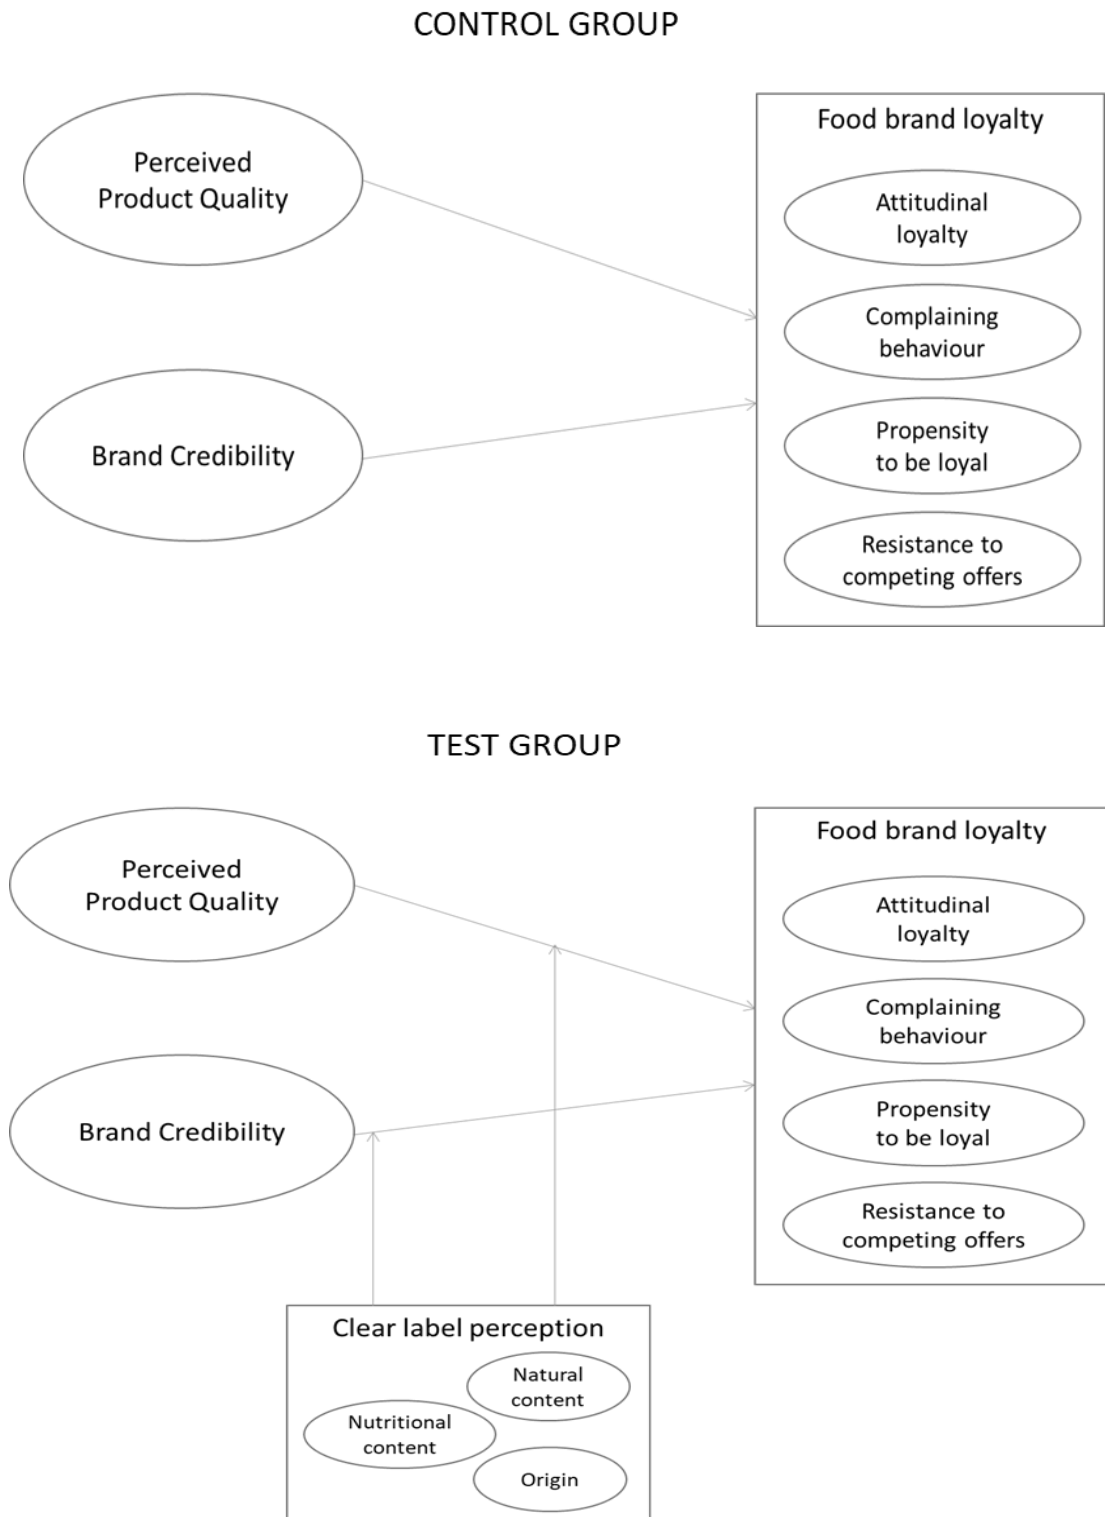 CONTROL GROUP
Perceived
Product Quality
Brand Credibility
Food brand loyalty
Attitudinal
loyalty
Complaining
behaviour
Propensity
to be loyal
Resistance to
competing offers
TEST GROUP
Perceived
Product Quality
Brand Credibility
Food brand loyalty
Attitudinal
loyalty
Complaining
behaviour
Propensity
to be loyal
Resistance to
competing offers
Clear label perception
Natural
content
Nutritional
content
Origin